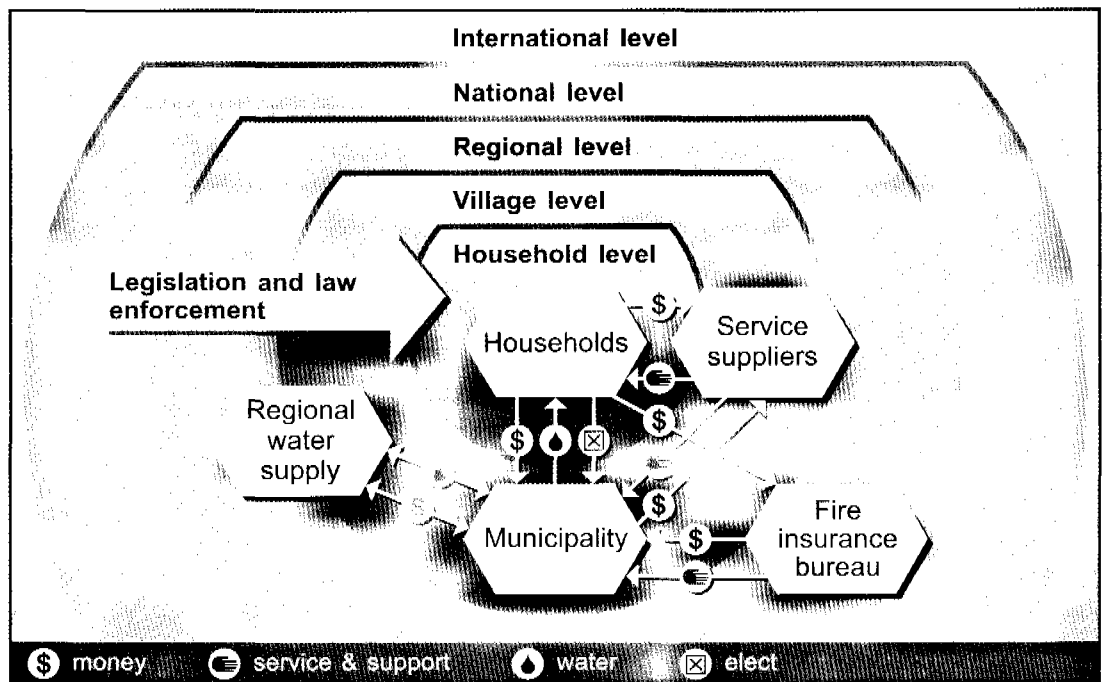 International level
National level
Regional level
Village level
Household level
Legislation and law
enforcement
$
Households
Service
suppliers
$
Regional
water
supply
$
$
$
Municipality
$
Fire
insurance
bureau
$ money
service & support
water
elect